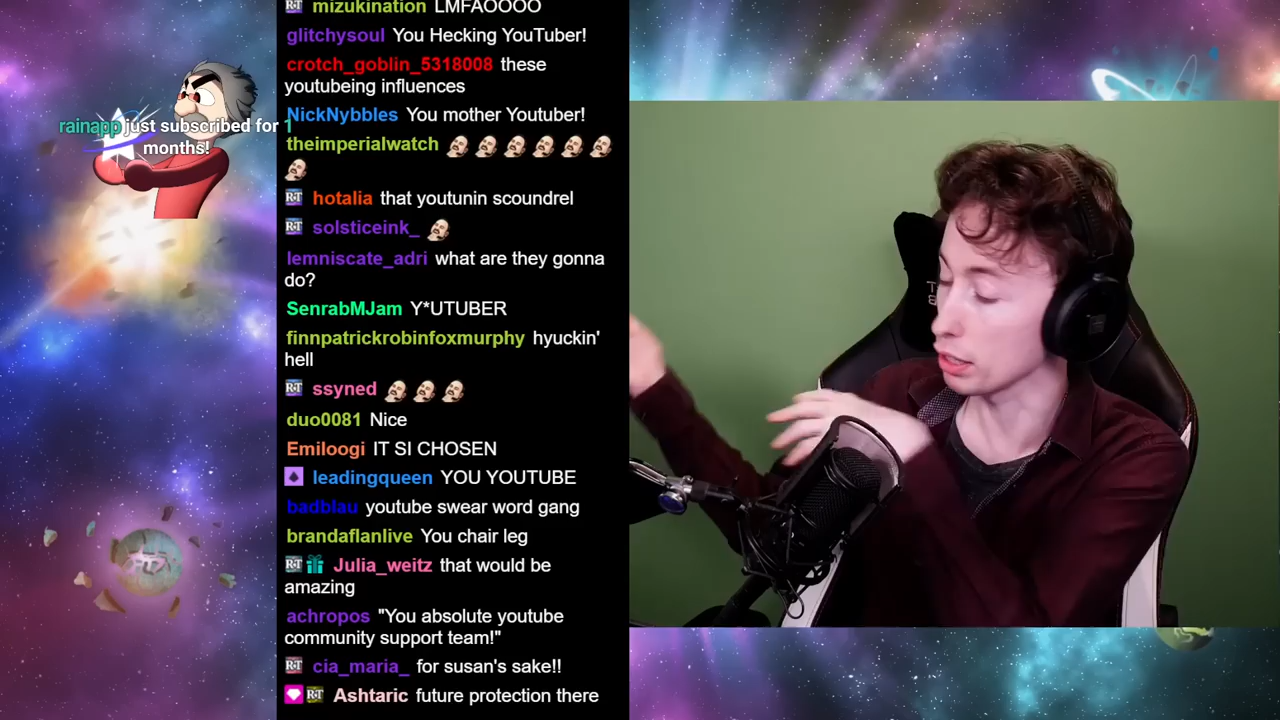 mizukination LMFAOOOO
glitchysoul You Hecking YouTuber!
crotch_goblin_5318008 these
youtubeing influences
NickNybbles You mother Youtuber!
theimperialwatch
hotalia that youtunin scoundrel
solsticeink_
lemniscate_adri what are they gonna
do?
SenrabMJam Y*UTUBER
finnpatrickrobinfoxmurphy hyuckin'
hell
ssyned
duo0081 Nice
Emiloogi IT SI CHOSEN
leadingqueen YOU YOUTUBE
badblau youtube swear word gang
brandaflanlive You chair leg
Julia_weitz that would be
amazing
achropos "You absolute youtube
community support team!"
cia_maria_ for susan's sake!!
Ashtaric future protection there
rainapp just subscribed for 1
months!